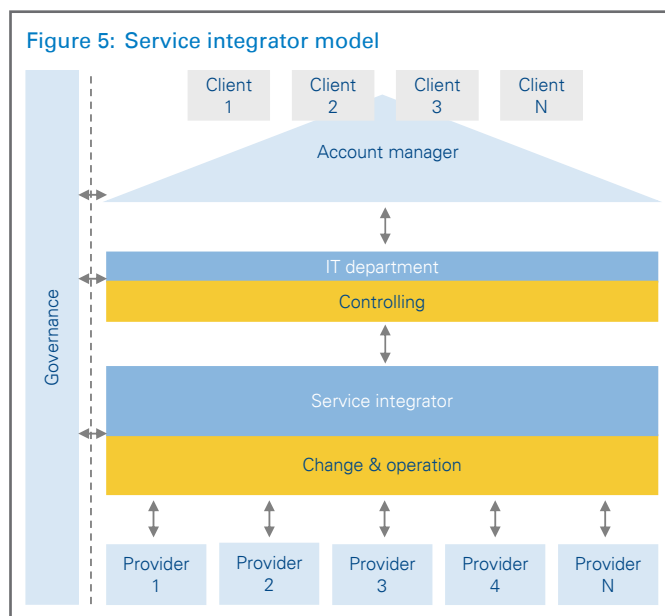 Figure 5: Service integrator model
Client
1
Client
2
Client
3
Client
N
Account manager
IT department
Controlling
Governance
Service integrator
Change & operation
Provider
1
Provider
2
Provider
3
Provider
4
Provider
N